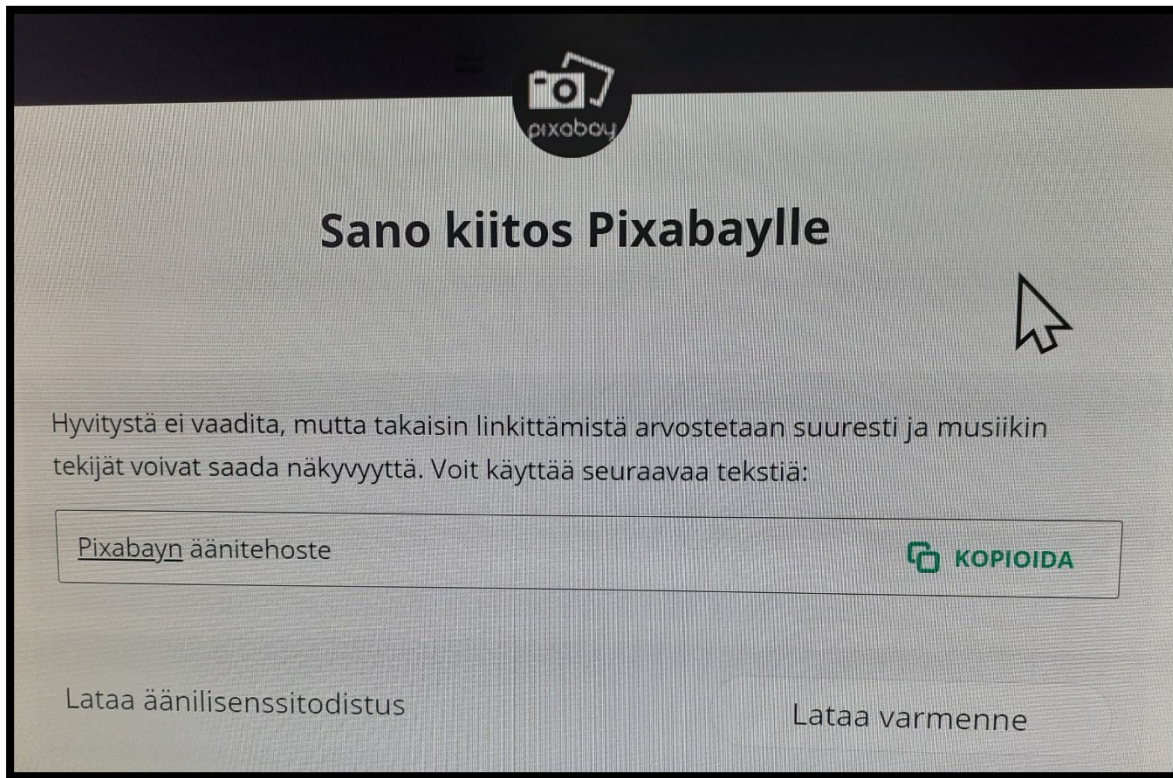 pixabay
Sano kiitos Pixabaylle
Hyvitystä ei vaadita, mutta takaisin linkittämistä arvostetaan suuresti ja musiikin
tekijät voivat saada näkyvyyttä. Voit käyttää seuraavaa tekstiä:
Pixabayn äänitehoste
KOPIOIDA
Lataa äänilisenssitodistus
Lataa varmenne